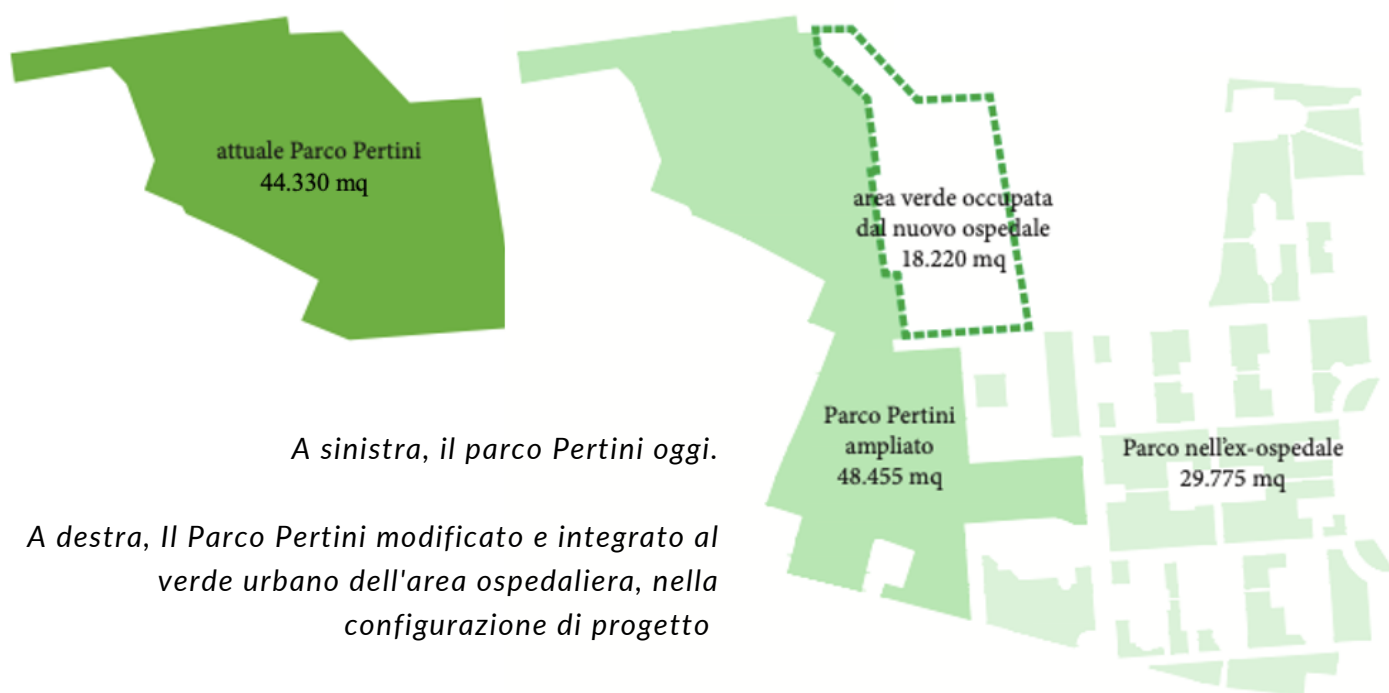 attuale Parco Pertini
44.330 mq
area verde occupata
dal nuovo ospedale
18.220 mq
Parco Pertini
ampliato
48.455 mq
Parco nell'ex-ospedale
29.775 mq
A sinistra, il parco Pertini oggi.
A destra, Il Parco Pertini modificato e integrato al
verde urbano dell'area ospedaliera, nella
configurazione di progetto